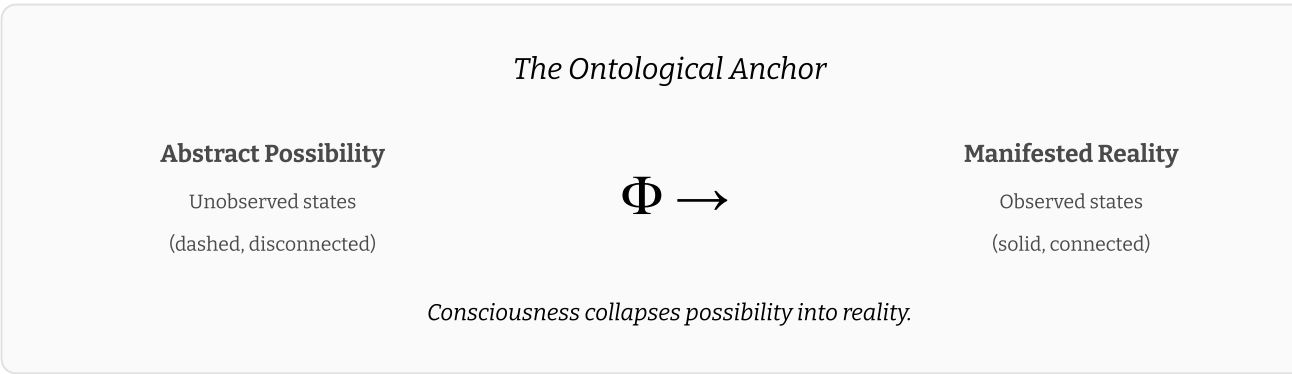 The Ontological Anchor
Abstract Possibility
Unobserved states
(dashed, disconnected)
Φ →
Manifested Reality
Observed states
(solid, connected)
Consciousness collapses possibility into reality.